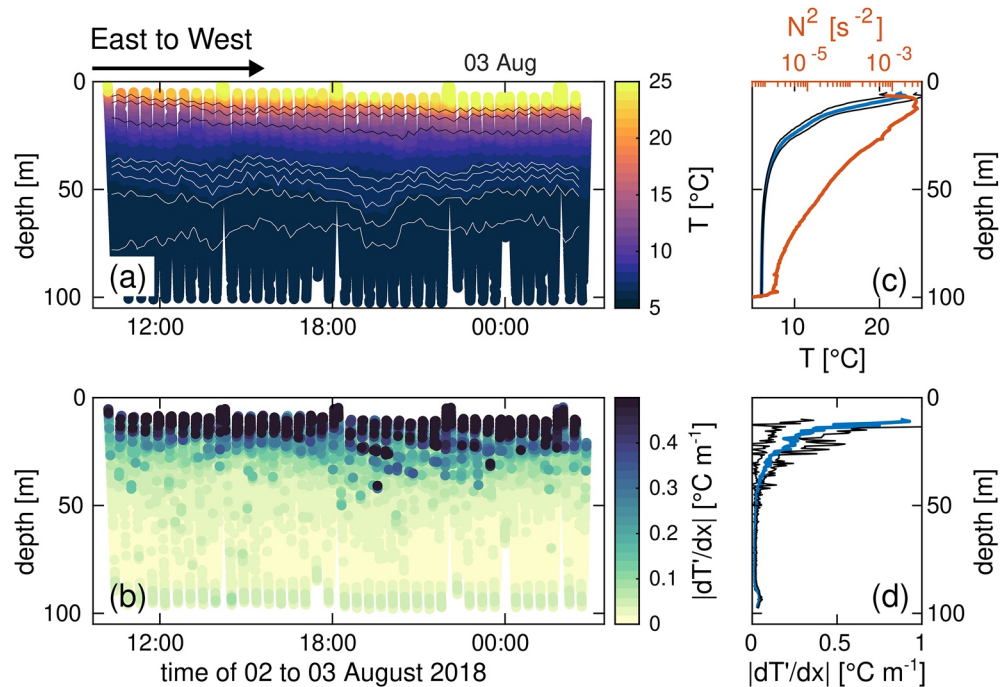 East to West
03 Aug
0
50
100
depth [m]
(a)
12:00
18:00
00:00
25
20
15
10
5
T [°C]
N² [s⁻²]
10⁻⁵
10⁻³
0
50
100
depth [m]
(c)
10
20
T [°C]
0
50
100
depth [m]
(b)
12:00
18:00
00:00
time of 02 to 03 August 2018
0.4
0.3
0.2
0.1
0
|dT'/dx| [°C m⁻¹]
0
50
100
depth [m]
(d)
0
0.5
1
|dT'/dx| [°C m⁻¹]